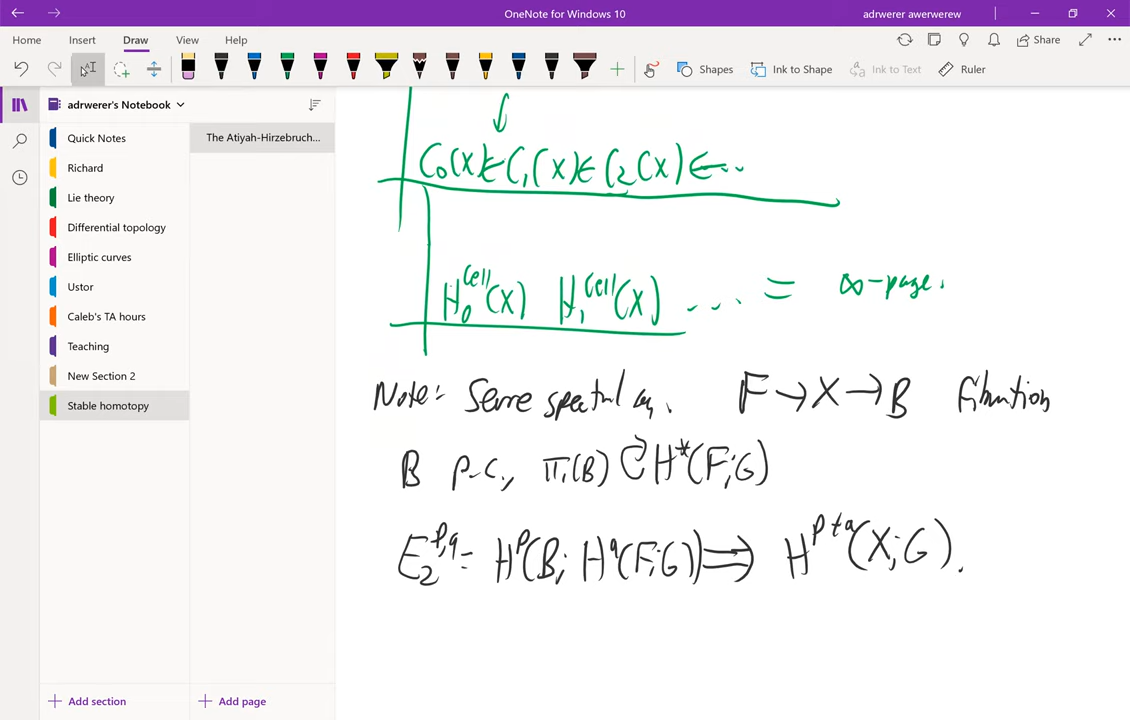 OneNote for Windows 10
adrwerer awerwerew
Home Insert Draw View Help
Share
Shapes
Ink to Shape
Ink to Text
Ruler
adrwerer's Notebook
The Atiyah-Hirzebruch...
Quick Notes
Richard
Lie theory
Differential topology
Elliptic curves
Ustor
Caleb's TA hours
Teaching
New Section 2
Stable homotopy
Add section
Add page
C₀(X) ← C₁(X) ← C₂(X) ← ...
H₀^cell(X) H₁^cell(X) ... = ∞-page.
Note: Serre spectral seq. F → X → B fibration
B p.c., π₁(B) ↻ H*(F;G)
E₂^{p,q} = H^p(B; H^q(F;G)) ⇒ H^{p+q}(X;G).